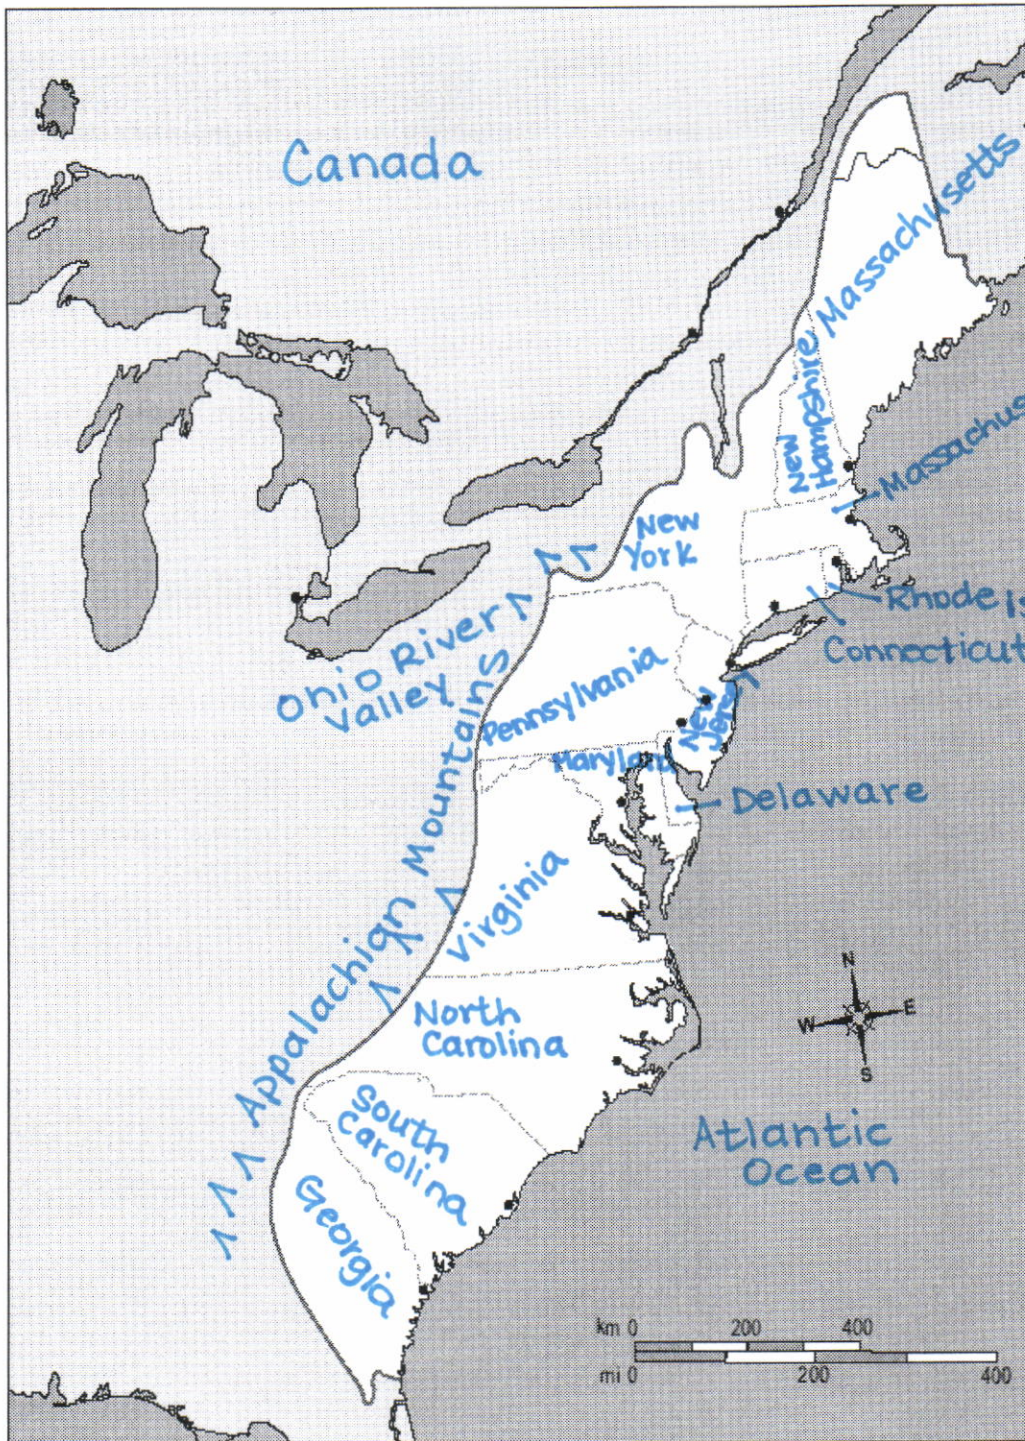 Canada
Massachusetts
New
Hampshire
Massachus
New
York
Rhode Is
Connecticut
Ohio River
Valley
Pennsylvania
New
Jersey
Maryland
Delaware
Appalachian Mountains
Virginia
North
Carolina
N
W
E
S
South
Carolina
Atlantic
Ocean
Georgia
km 0 200 400
mi 0 200 400